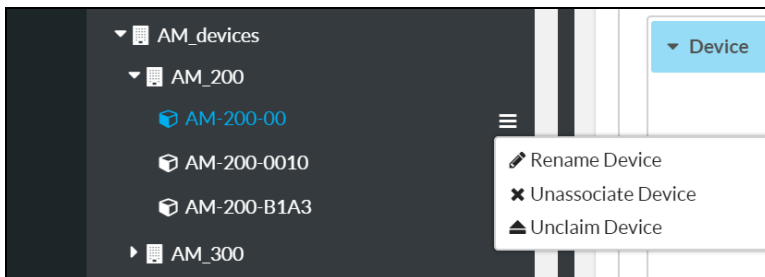 AM_devices
Device
AM_200
AM-200-00
AM-200-0010
Rename Device
Unassociate Device
AM-200-B1A3
Unclaim Device
AM_300